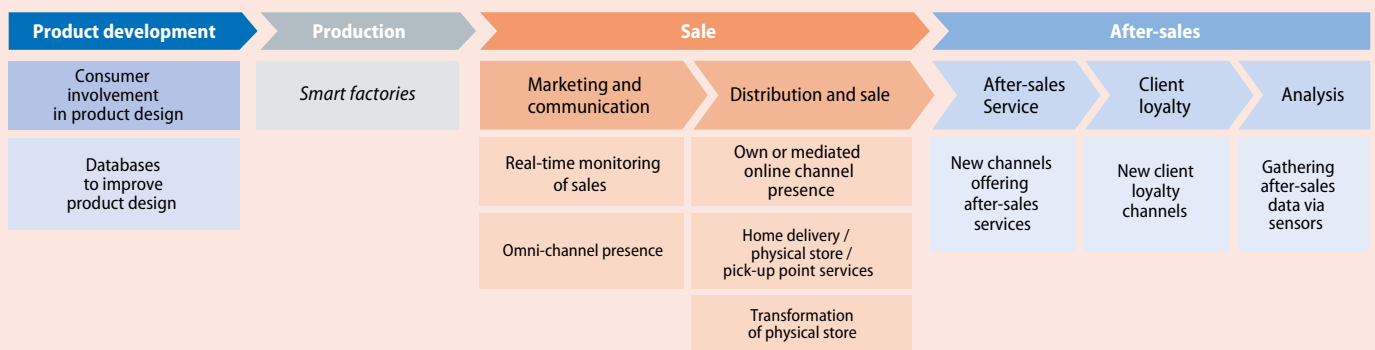 Product development
Production
Sale
After-sales
Consumer
involvement
in product design
Smart factories
Marketing and
communication
Distribution and sale
After-sales
Service
Client
loyalty
Analysis
Databases
to improve
product design
Real-time monitoring
of sales
Own or mediated
online channel
presence
New channels
offering
after-sales
services
New client
loyalty
channels
Gathering
after-sales
data via
sensors
Omni-channel presence
Home delivery /
physical store /
pick-up point services
Transformation
of physical store